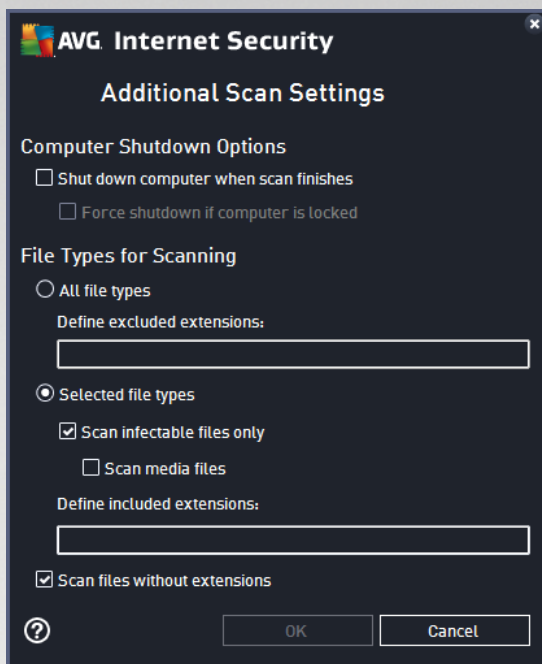 AVG. Internet Security
Additional Scan Settings
Computer Shutdown Options
Shut down computer when scan finishes
Force shutdown if computer is locked
File Types for Scanning
All file types
Define excluded extensions:
Selected file types
Scan infectable files only
Scan media files
Define included extensions:
Scan files without extensions
? OK Cancel